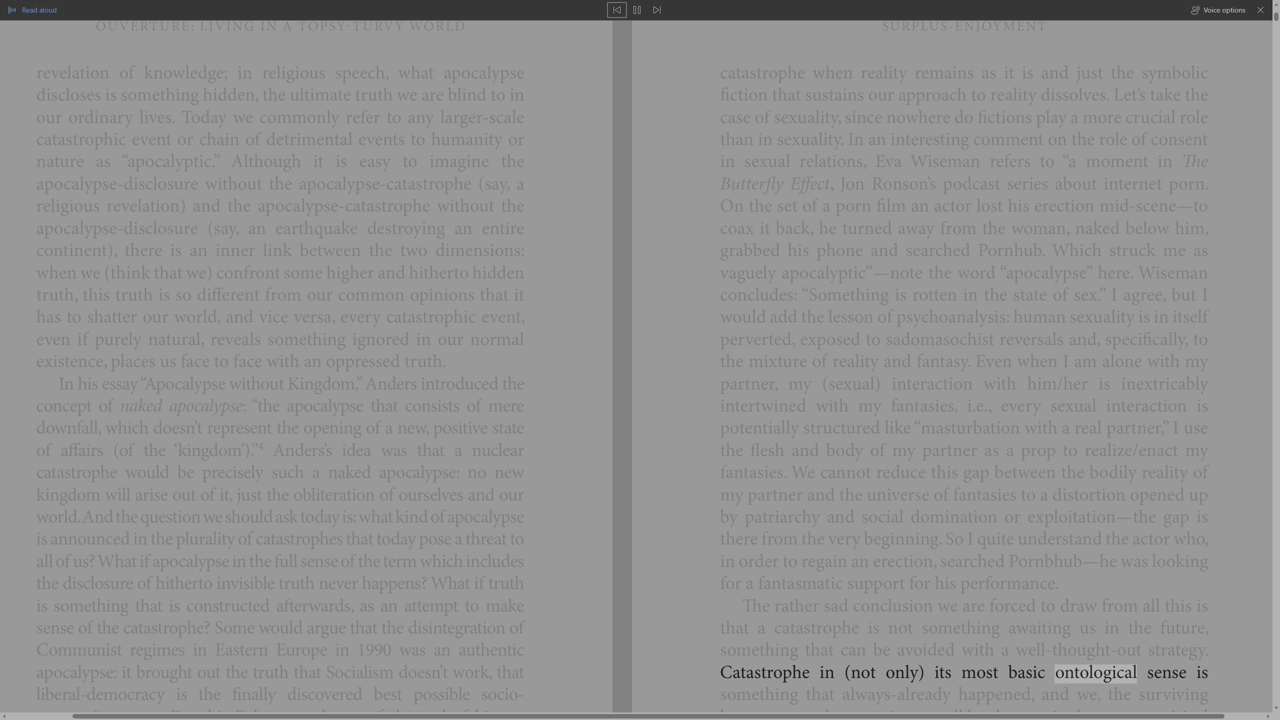 Read aloud
Voice options
OUVERTURE: LIVING IN A TOPSY-TURVY WORLD
revelation of knowledge; in religious speech, what apocalypse
discloses is something hidden, the ultimate truth we are blind to in
our ordinary lives. Today we commonly refer to any larger-scale
catastrophic event or chain of detrimental events to humanity or
nature as “apocalyptic.” Although it is easy to imagine the
apocalypse-disclosure without the apocalypse-catastrophe (say, a
religious revelation) and the apocalypse-catastrophe without the
apocalypse-disclosure (say, an earthquake destroying an entire
continent), there is an inner link between the two dimensions:
when we (think that we) confront some higher and hitherto hidden
truth, this truth is so different from our common opinions that it
has to shatter our world, and vice versa, every catastrophic event,
even if purely natural, reveals something ignored in our normal
existence, places us face to face with an oppressed truth.
In his essay “Apocalypse without Kingdom,” Anders introduced the
concept of naked apocalypse: “the apocalypse that consists of mere
downfall, which doesn’t represent the opening of a new, positive state
of affairs (of the ‘kingdom’).”4 Anders’s idea was that a nuclear
catastrophe would be precisely such a naked apocalypse: no new
kingdom will arise out of it, just the obliteration of ourselves and our
world. And the question we should ask today is: what kind of apocalypse
is announced in the plurality of catastrophes that today pose a threat to
all of us? What if apocalypse in the full sense of the term which includes
the disclosure of hitherto invisible truth never happens? What if truth
is something that is constructed afterwards, as an attempt to make
sense of the catastrophe? Some would argue that the disintegration of
Communist regimes in Eastern Europe in 1990 was an authentic
apocalypse: it brought out the truth that Socialism doesn’t work, that
liberal-democracy is the finally discovered best possible socio-
SURPLUS-ENJOYMENT
catastrophe when reality remains as it is and just the symbolic
fiction that sustains our approach to reality dissolves. Let’s take the
case of sexuality, since nowhere do fictions play a more crucial role
than in sexuality. In an interesting comment on the role of consent
in sexual relations, Eva Wiseman refers to “a moment in The
Butterfly Effect, Jon Ronson’s podcast series about internet porn.
On the set of a porn film an actor lost his erection mid-scene—to
coax it back, he turned away from the woman, naked below him,
grabbed his phone and searched Pornhub. Which struck me as
vaguely apocalyptic”—note the word “apocalypse” here. Wiseman
concludes: “Something is rotten in the state of sex.” I agree, but I
would add the lesson of psychoanalysis: human sexuality is in itself
perverted, exposed to sadomasochist reversals and, specifically, to
the mixture of reality and fantasy. Even when I am alone with my
partner, my (sexual) interaction with him/her is inextricably
intertwined with my fantasies, i.e., every sexual interaction is
potentially structured like “masturbation with a real partner,” I use
the flesh and body of my partner as a prop to realize/enact my
fantasies. We cannot reduce this gap between the bodily reality of
my partner and the universe of fantasies to a distortion opened up
by patriarchy and social domination or exploitation—the gap is
there from the very beginning. So I quite understand the actor who,
in order to regain an erection, searched Pornbhub—he was looking
for a fantasmatic support for his performance.
The rather sad conclusion we are forced to draw from all this is
that a catastrophe is not something awaiting us in the future,
something that can be avoided with a well-thought-out strategy.
Catastrophe in (not only) its most basic ontological sense is
something that always-already happened, and we, the surviving